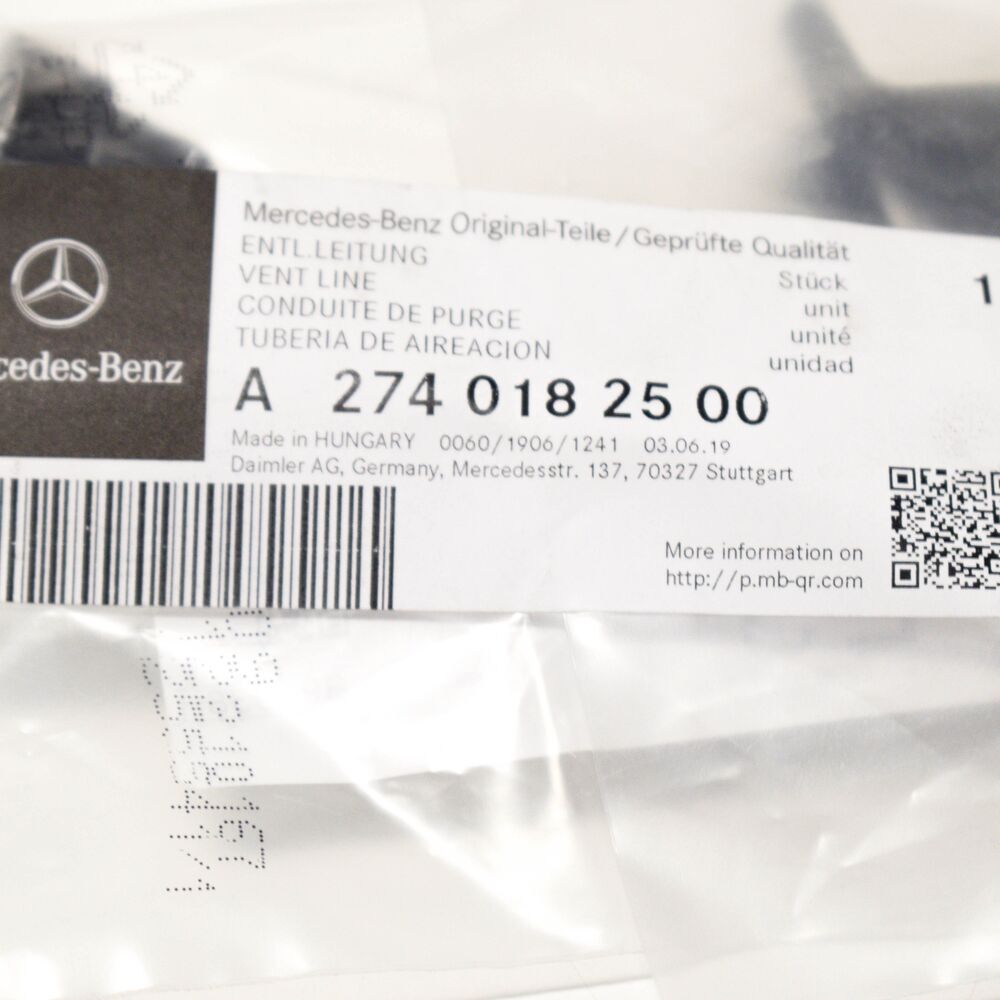 Mercedes-Benz Original-Teile/Geprüfte Qualität
ENTL.LEITUNG
Stück 1
VENT LINE
unit
CONDUITE DE PURGE
unité
TUBERIA DE AIREACION
unidad
cedes-Benz
A 274 018 25 00
Made in HUNGARY 0060/1906/1241 03.06.19
Daimler AG, Germany, Mercedesstr. 137, 70327 Stuttgart
More information on
http://p.mb-qr.com